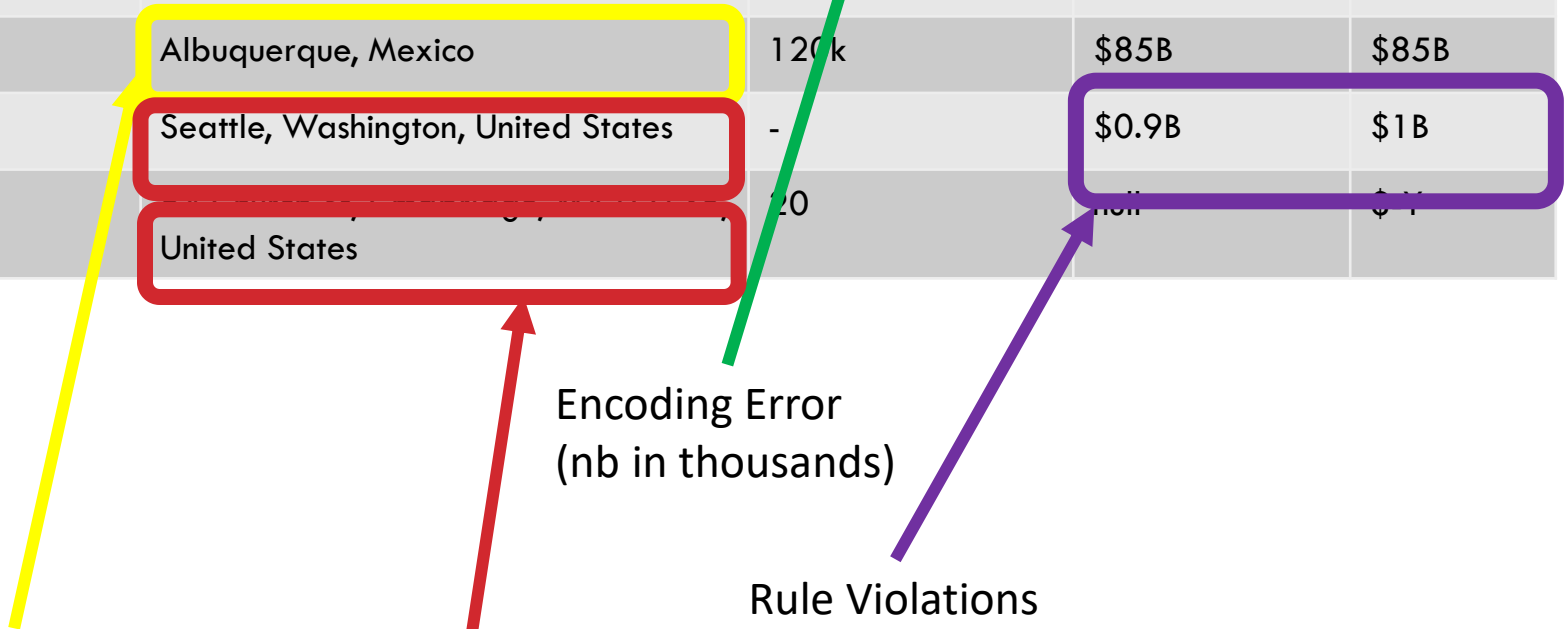 Albuquerque, Mexico 120k $85B $85B
Seattle, Washington, United States - $0.9B $1B
20
United States
Encoding Error
(nb in thousands)
Rule Violations